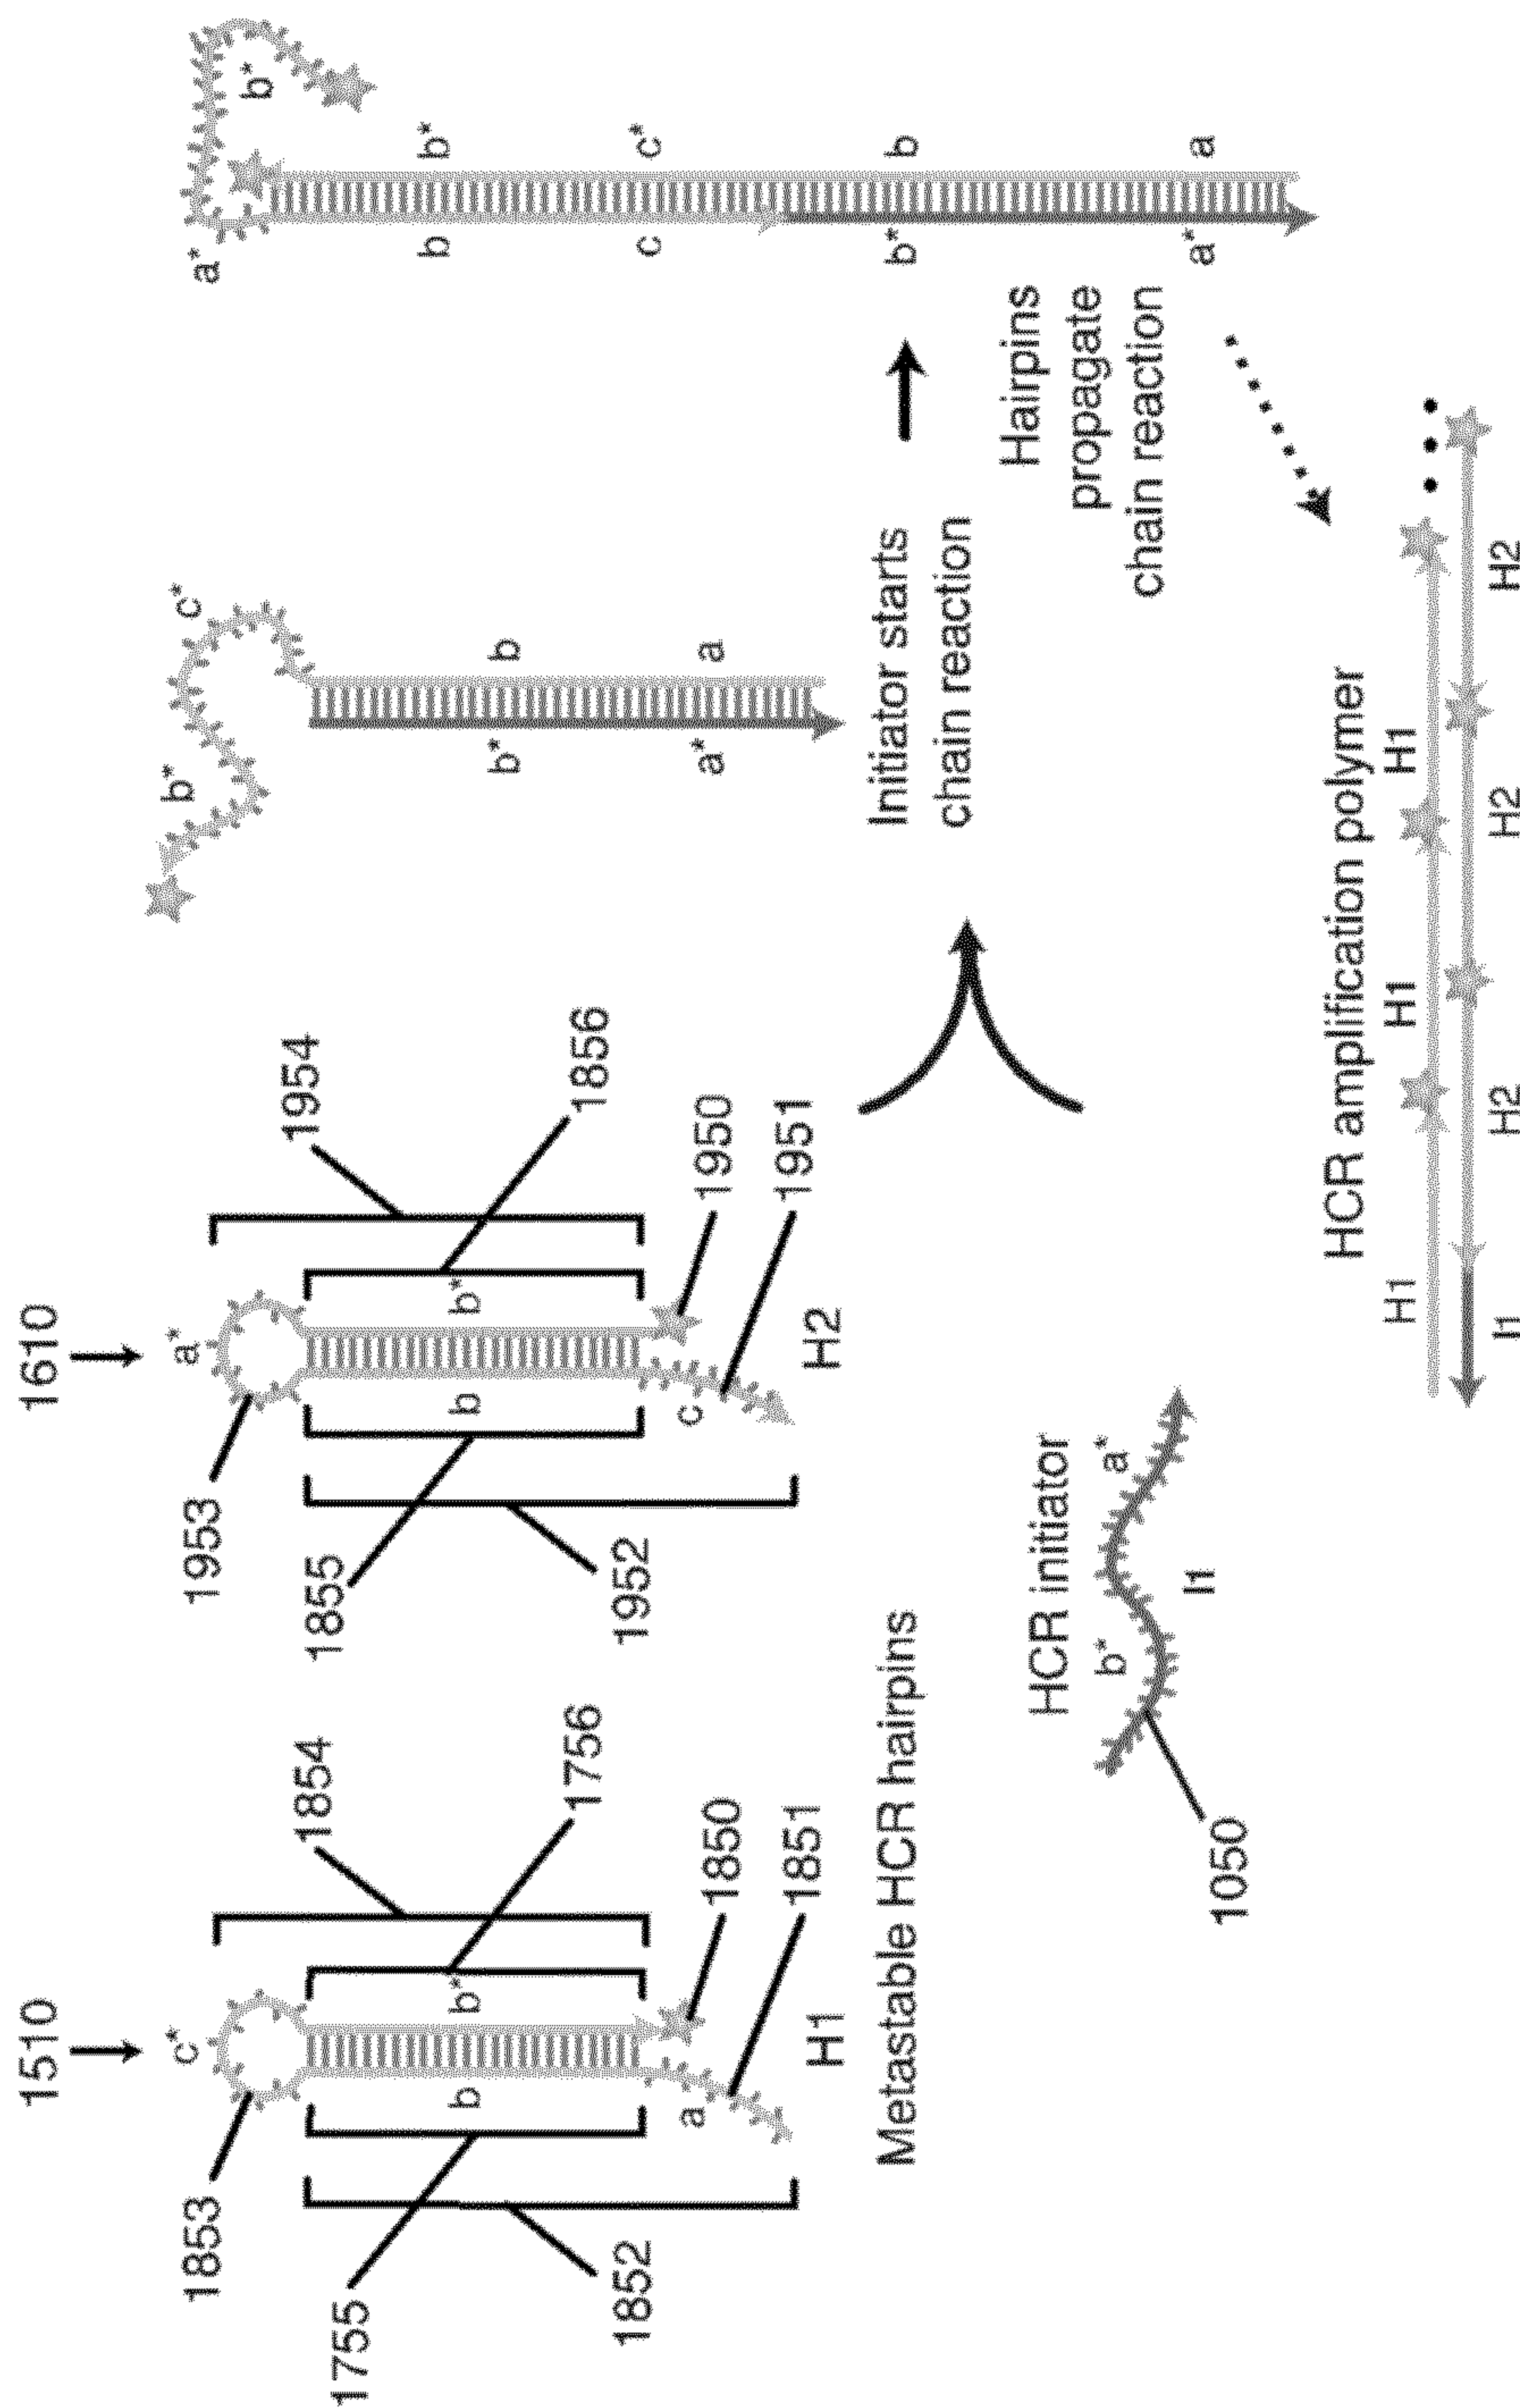 1510
1853
c*
1854
1755
b
b*
1756
1852
a
1850
1851
H1
1610
1953
a*
1954
1855
b
b*
1856
1952
c
1950
1951
H2
Metastable HCR hairpins
HCR initiator
b*
a*
I1
1050
b*
c*
b*
b
a*
a
Initiator starts
chain reaction
a*
b*
b
b*
c
c*
b*
b
a*
a
Hairpins
propagate
chain reaction
HCR amplification polymer
H1
H1
H1
•••
I1
H2
H2
H2